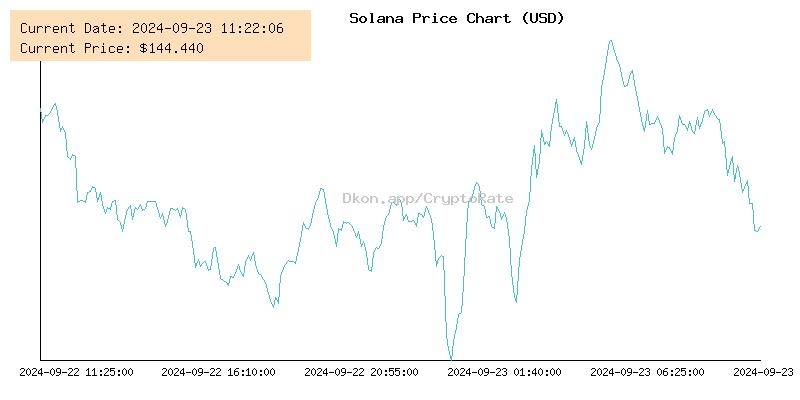 Solana Price Chart (USD)
Current Date: 2024-09-23 11:22:06
Current Price: $144.440
Dkon.app/CryptoRate
2024-09-22 11:25:00 2024-09-22 16:10:00 2024-09-22 20:55:00 2024-09-23 01:40:00 2024-09-23 06:25:00 2024-09-23